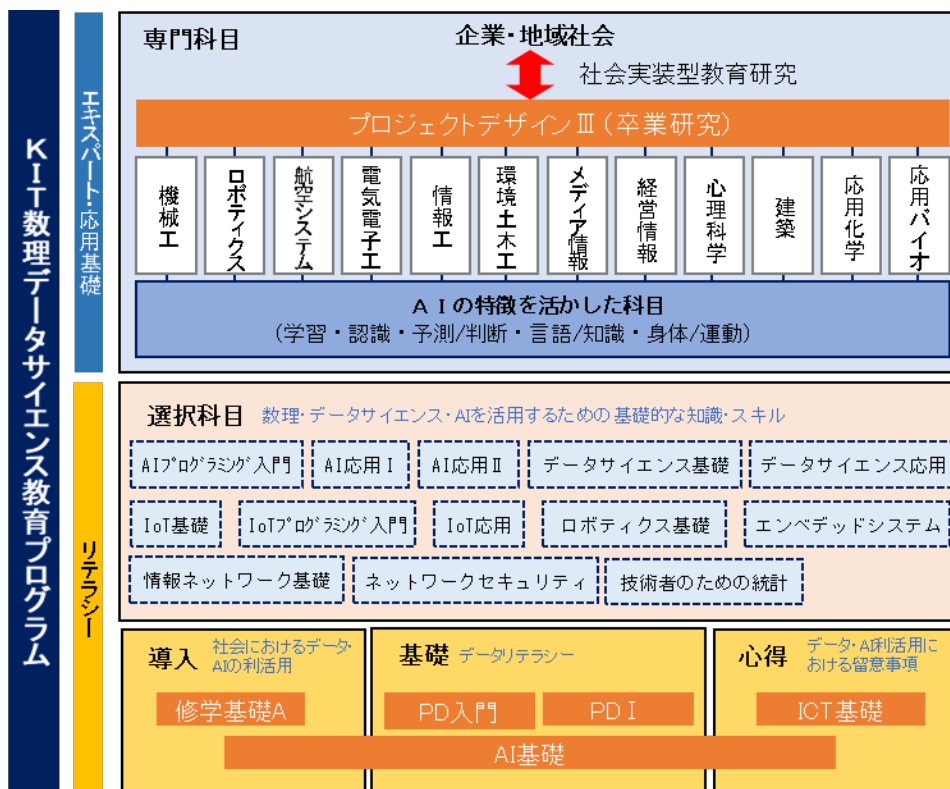 KIT数理データサイエンス教育プログラム
エキスパート・応用基礎
専門科目
企業・地域社会
社会実装型教育研究
プロジェクトデザインⅢ(卒業研究)
機械工
ロボティクス
航空システム
電気電子工
情報工
環境土木工
メディア情報
経営情報
心理科学
建築
応用化学
応用バイオ
AIの特徴を活かした科目
(学習・認識・予測/判断・言語/知識・身体/運動)
リテラシー
選択科目 数理・データサイエンス・AIを活用するための基礎的な知識・スキル
AIプログラミング入門 AI応用Ⅰ AI応用Ⅱ データサイエンス基礎 データサイエンス応用
IoT基礎 IoTプログラミング入門 IoT応用 ロボティクス基礎 エンベデッドシステム
情報ネットワーク基礎 ネットワークセキュリティ 技術者のための統計
導入 社会におけるデータ・
AIの利活用
基礎 データリテラシー
心得 データ・AI利活用に
おける留意事項
修学基礎A PD入門 PDⅠ ICT基礎
AI基礎